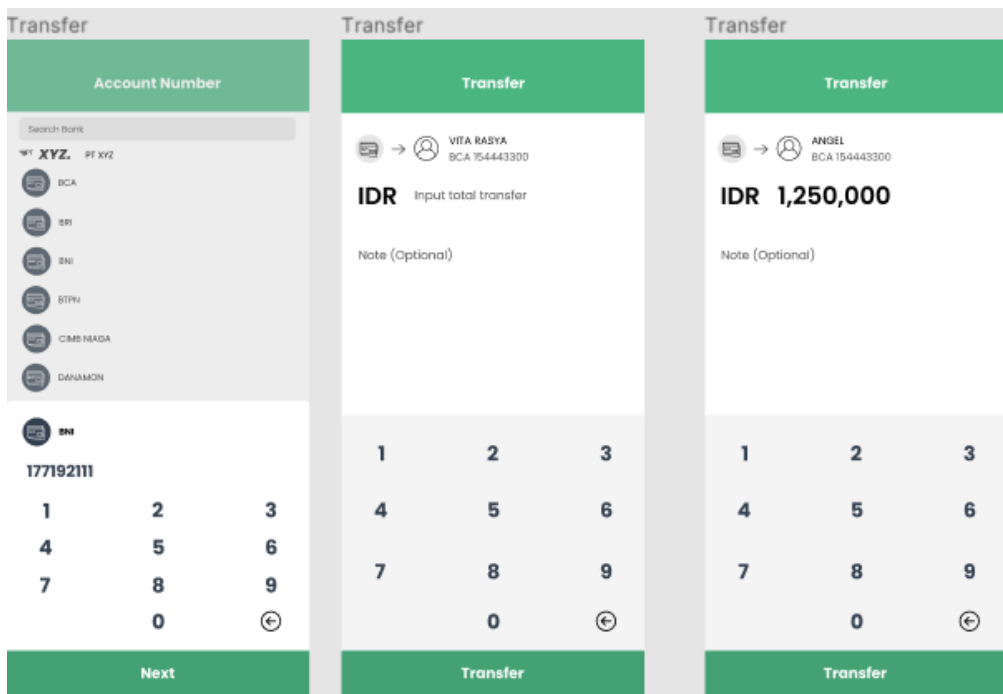 Transfer
Account Number
Search Bank
XYZ. PT XYZ
BCA
BRI
BNI
BTPN
CIMB NIAGA
DANAMON
BNI
177192111
1 2 3
4 5 6
7 8 9
0
Next
Transfer
Transfer
VITA RASYA
BCA 154443300
IDR Input total transfer
Note (Optional)
1 2 3
4 5 6
7 8 9
0
Transfer
Transfer
Transfer
ANGEL
BCA 154443300
IDR 1,250,000
Note (Optional)
1 2 3
4 5 6
7 8 9
0
Transfer